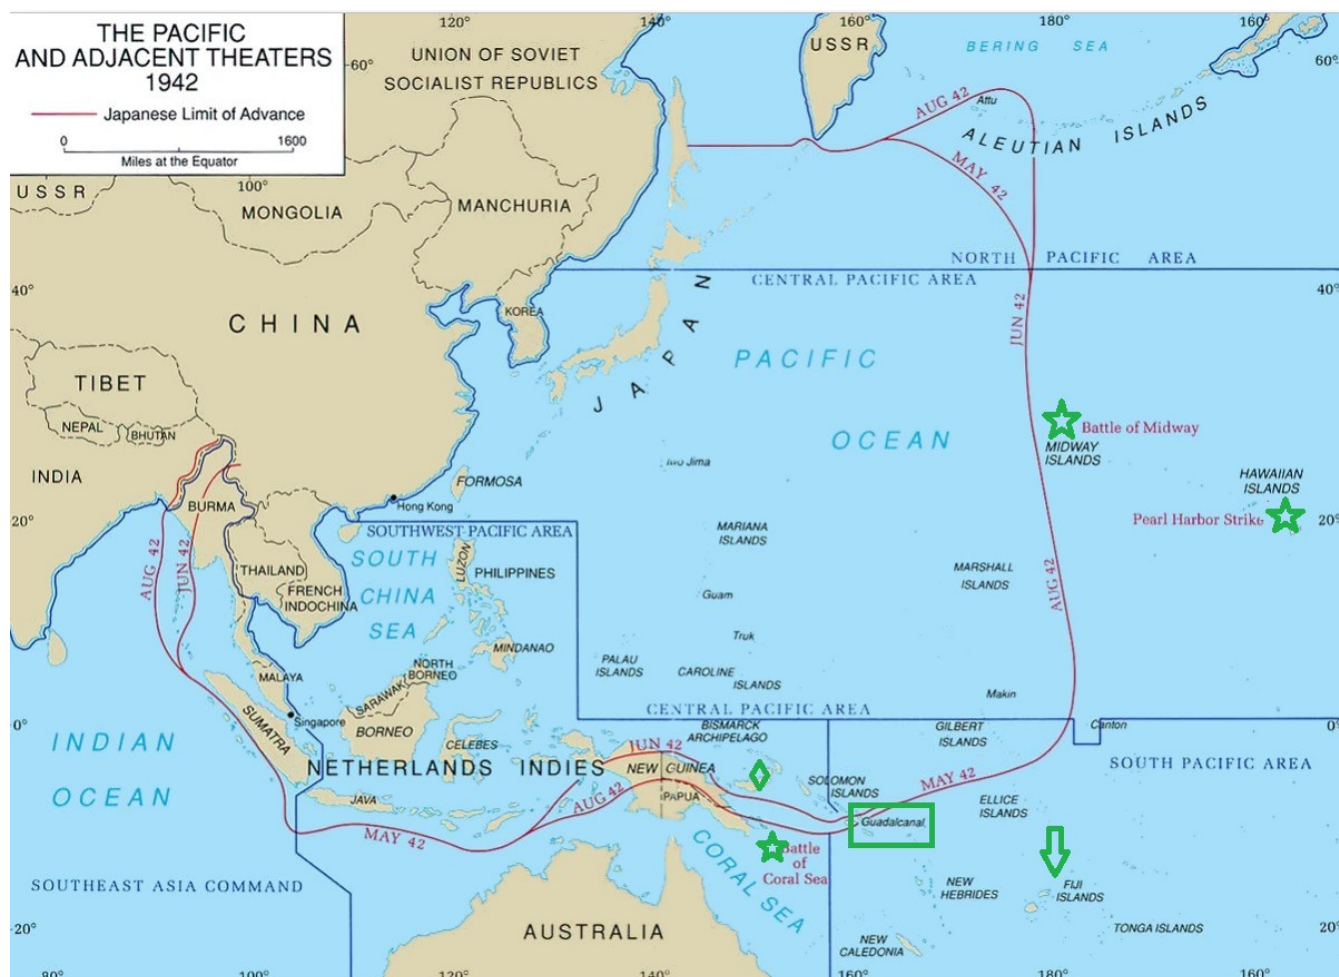 THE PACIFIC
AND ADJACENT THEATERS
1942
Japanese Limit of Advance
0 1600
Miles at the Equator
120° 140° 160° 180° 160°
60° 60°
UNION OF SOVIET
SOCIALIST REPUBLICS
USSR
BERING SEA
AUG 42
Attu
ALEUTIAN ISLANDS
MAY 42
USSR
100°
MONGOLIA
MANCHURIA
NORTH PACIFIC AREA
CENTRAL PACIFIC AREA
40° 40°
KOREA
JAPAN
CHINA
JUN 42
PACIFIC
OCEAN
TIBET
NEPAL
BHUTAN
Battle of Midway
MIDWAY
ISLANDS
INDIA
Iwo Jima
FORMOSA
HAWAIIAN
ISLANDS
BURMA
Hong Kong
20° 20°
Pearl Harbor Strike
SOUTHWEST PACIFIC AREA
MARIANA
ISLANDS
SOUTH
CHINA
SEA
LUZON
PHILIPPINES
AUG 42
JUN 42
THAILAND
FRENCH
INDOCHINA
MARSHALL
ISLANDS
AUG 42
Guam
Truk
MINDANAO
PALAU
ISLANDS
CAROLINE
ISLANDS
NORTH
BORNEO
MALAYA
SARAWAK
Makin
CENTRAL PACIFIC AREA
0° 0°
Singapore
SUMATRA
BORNEO
CELEBES
BISMARCK
ARCHIPELAGO
GILBERT
ISLANDS
Canton
INDIAN
OCEAN
JUN 42
NETHERLANDS INDIES
NEW GUINEA
SOUTH PACIFIC AREA
SOLOMON
ISLANDS
MAY 42
JAVA
AUG 42
PAPUA
ELLICE
ISLANDS
Guadalcanal
MAY 42
CORAL SEA
Battle
of
Coral Sea
SOUTHEAST ASIA COMMAND
NEW
HEBRIDES
FIJI
ISLANDS
AUSTRALIA
TONGA ISLANDS
20° 20°
NEW
CALEDONIA
80° 100° 120° 140° 160° 180° 160°